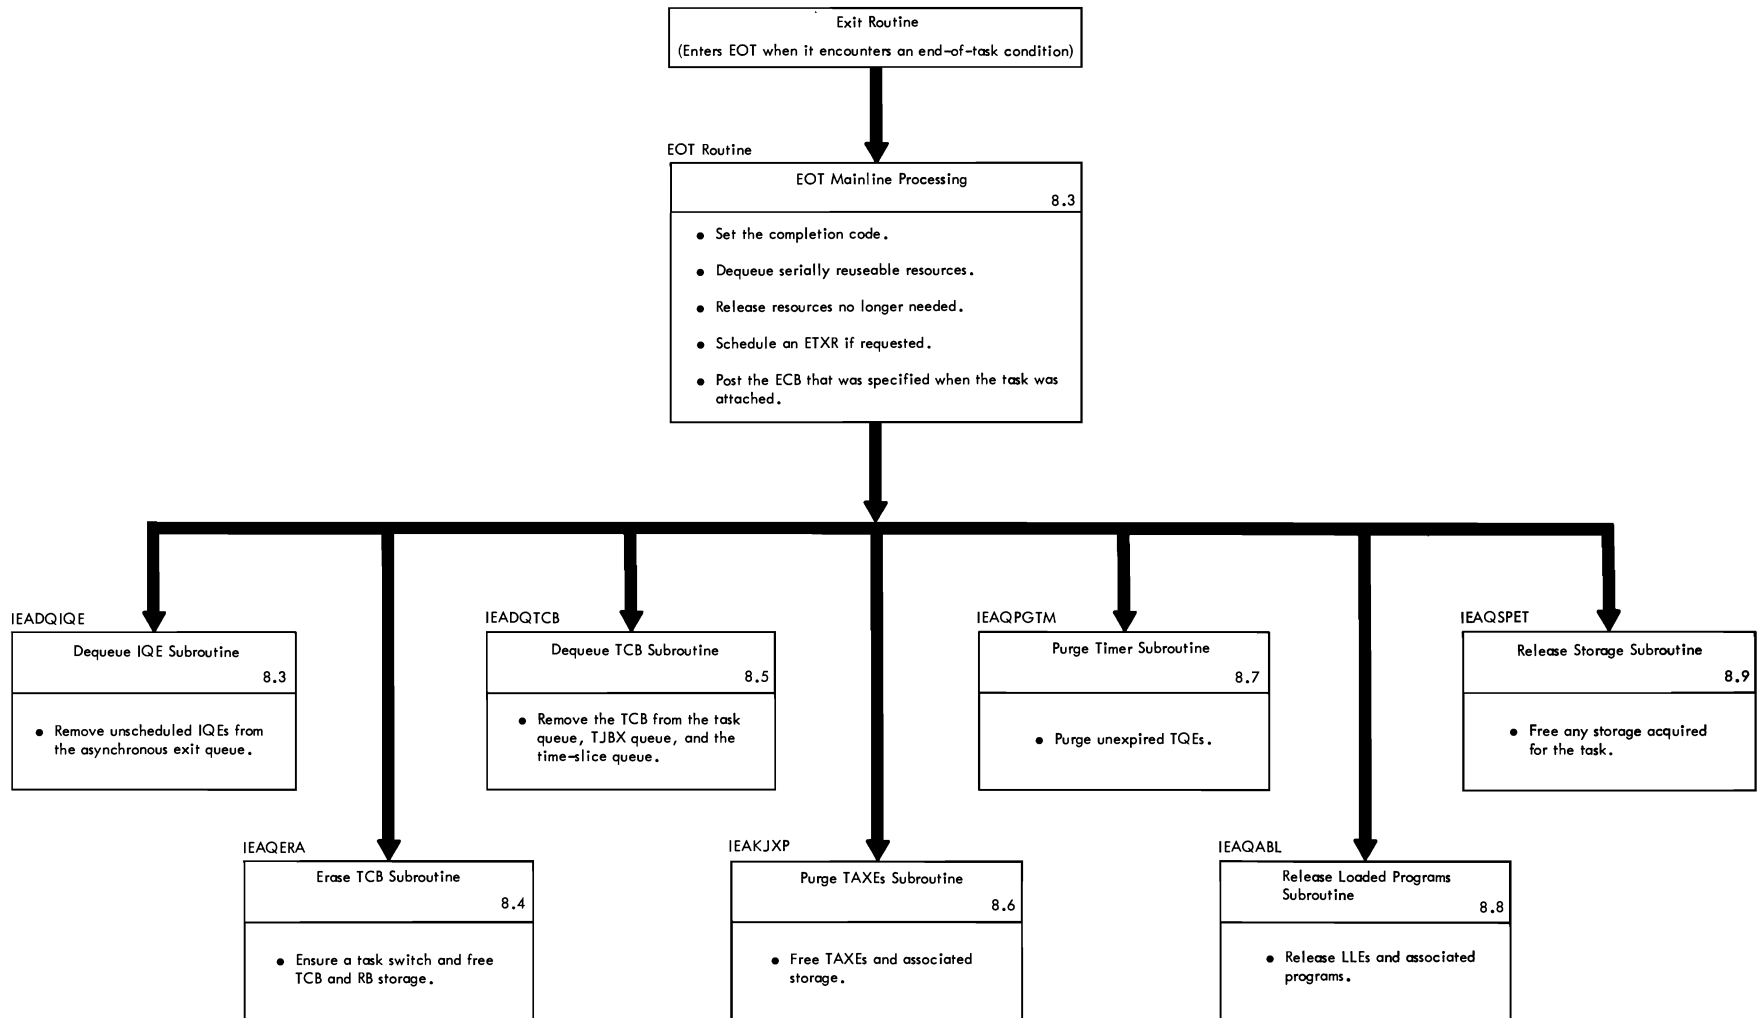 Exit Routine
(Enters EOT when it encounters an end-of-task condition)
EOT Routine
EOT Mainline Processing
8.3
• Set the completion code.
• Dequeue serially reuseable resources.
• Release resources no longer needed.
• Schedule an ETXR if requested.
• Post the ECB that was specified when the task was
attached.
IEADQIQE
Dequeue IQE Subroutine
8.3
• Remove unscheduled IQEs from
the asynchronous exit queue.
IEADQTCB
Dequeue TCB Subroutine
8.5
• Remove the TCB from the task
queue, TJBX queue, and the
time-slice queue.
IEAQPGTM
Purge Timer Subroutine
8.7
• Purge unexpired TQEs.
IEAQSPET
Release Storage Subroutine
8.9
• Free any storage acquired
for the task.
IEAQERA
Erase TCB Subroutine
8.4
• Ensure a task switch and free
TCB and RB storage.
IEAKJXP
Purge TAXEs Subroutine
8.6
• Free TAXEs and associated
storage.
IEAQABL
Release Loaded Programs
Subroutine
8.8
• Release LLEs and associated
programs.